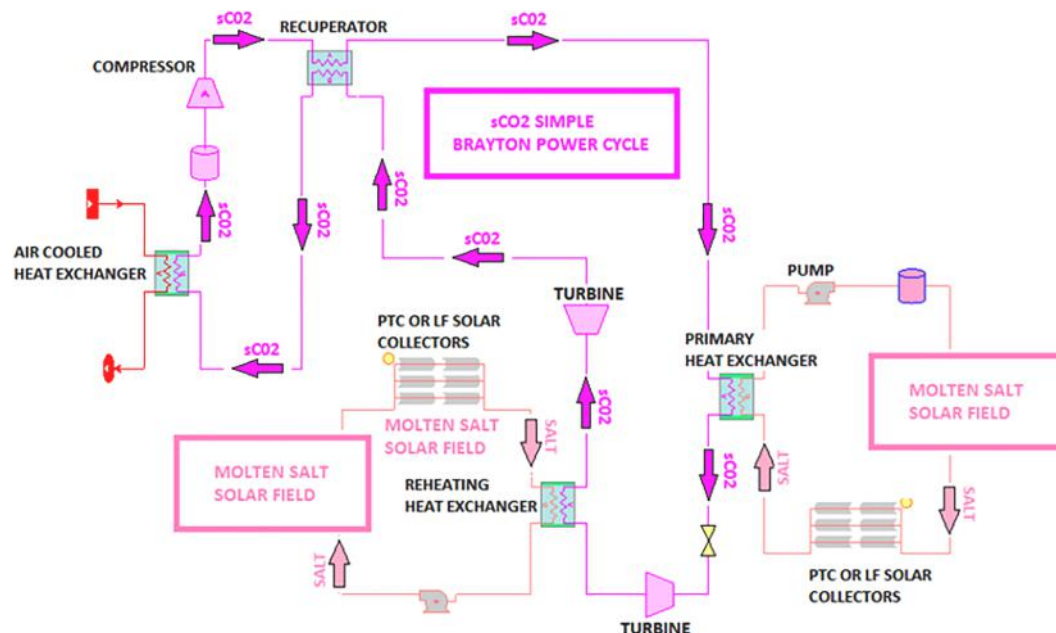 sC02
RECUPERATOR
sC02
COMPRESSOR
sCO2 SIMPLE
BRAYTON POWER CYCLE
sC02
sC02
sC02
sC02
sC02
AIR COOLED
HEAT EXCHANGER
TURBINE
PUMP
PTC OR LF SOLAR
COLLECTORS
sC02
PRIMARY
HEAT EXCHANGER
MOLTEN SALT
SOLAR FIELD
sC02
MOLTEN SALT
SOLAR FIELD
SALT
MOLTEN SALT
SOLAR FIELD
REHEATING
HEAT EXCHANGER
sC02
SALT
SALT
SALT
PTC OR LF SOLAR
COLLECTORS
TURBINE